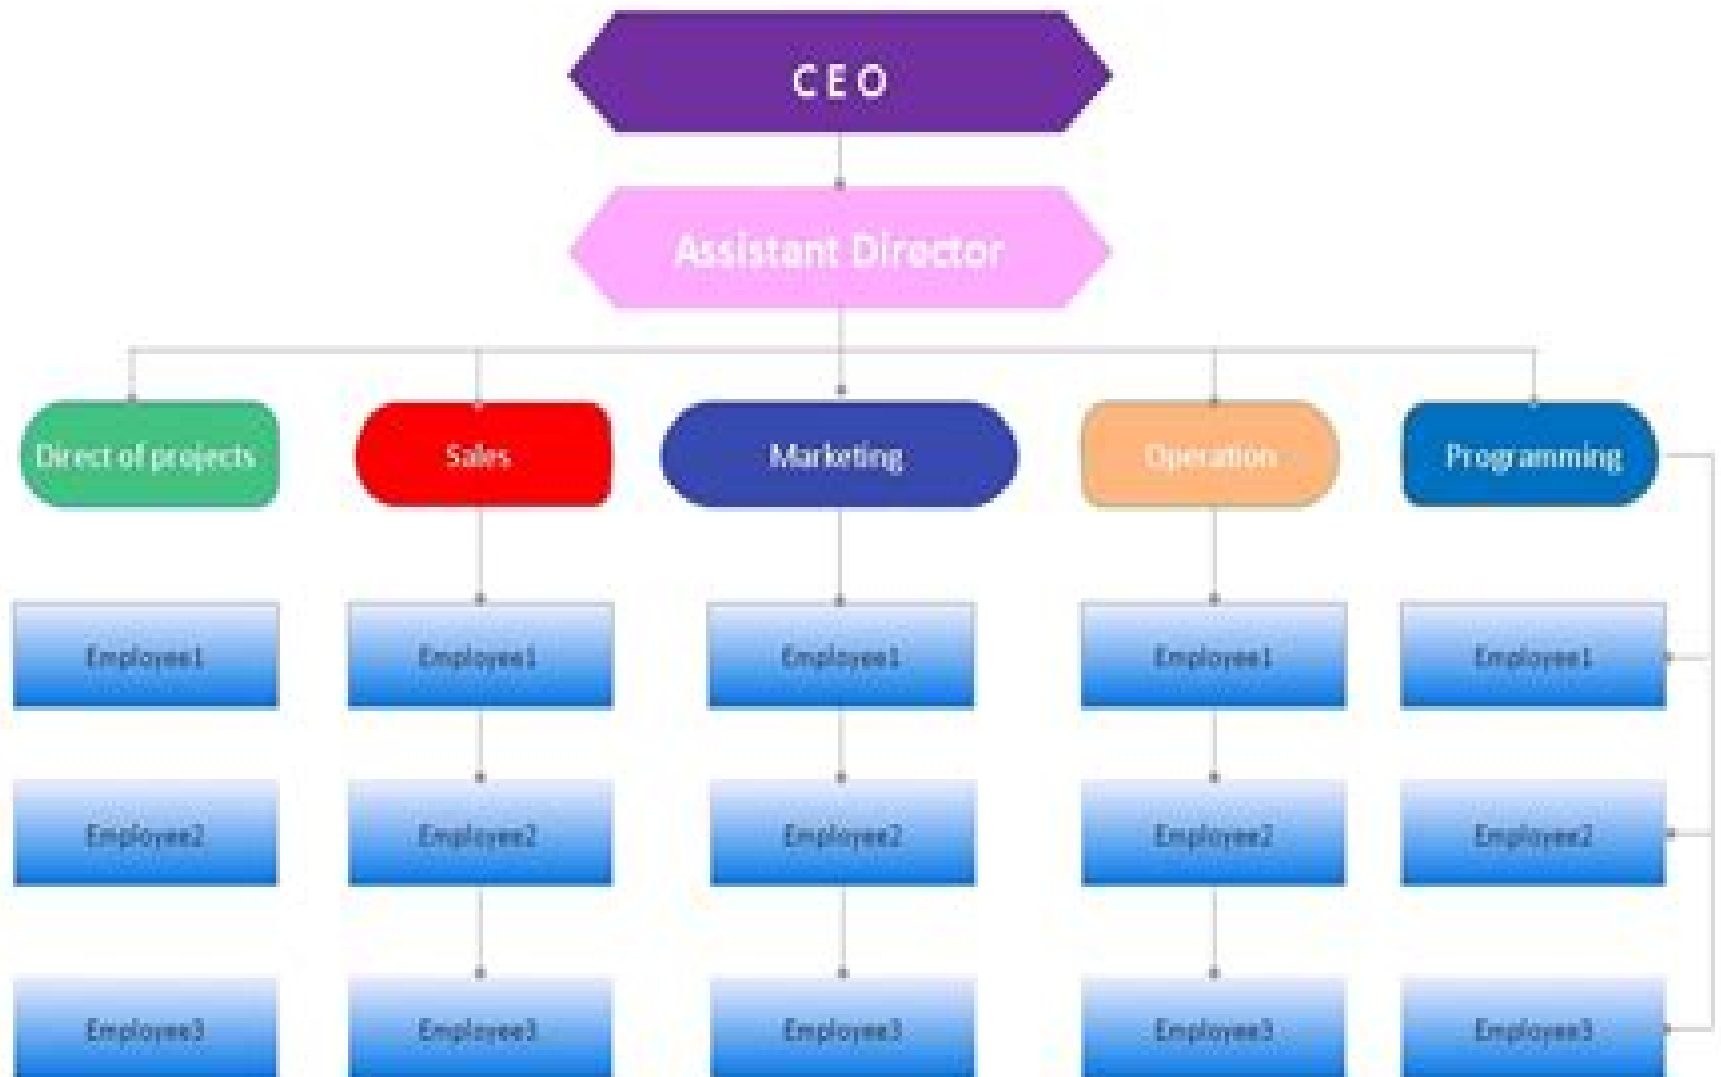 CEO
Assistant Director
Direct of projects
Sales
Marketing
Operation
Programming
Employee1
Employee1
Employee1
Employee1
Employee1
Employee2
Employee2
Employee2
Employee2
Employee2
Employee3
Employee3
Employee3
Employee3
Employee3